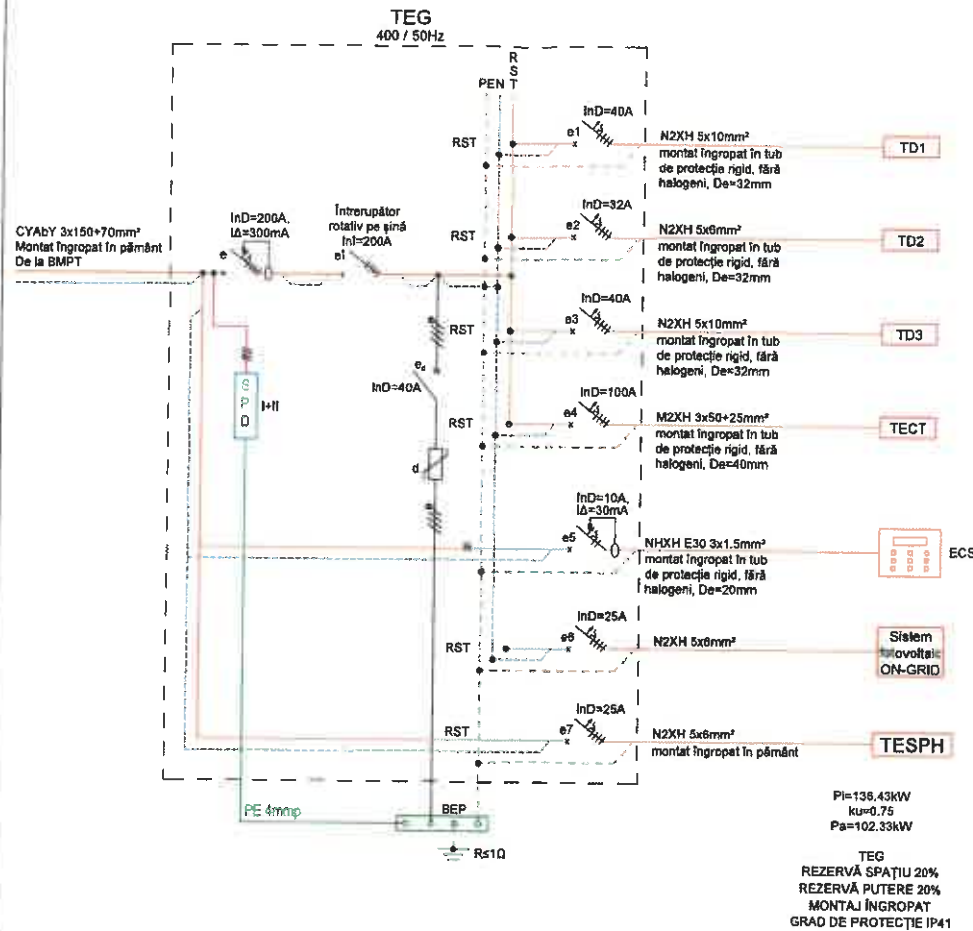 TEG
400 / 50Hz
R
S
T
PEN
InD=40A
RST
e1
N2XH 5x10mm²
montat îngropat în tub
de protecție rigid, fără
halogeni, De=32mm
TD1
InD=32A
RST
e2
N2XH 5x6mm²
montat îngropat în tub
de protecție rigid, fără
halogeni, De=32mm
TD2
CYAbY 3x150+70mm²
Montat îngropat în pământ
De la BMPT
InD=200A,
IΔ=300mA
e
Întrerupător
rotativ pe șină
InI=200A
e1
InD=40A
RST
e3
N2XH 5x10mm²
montat îngropat în tub
de protecție rigid, fără
halogeni, De=32mm
TD3
RST
InD=40A
S
P
D
I+II
d
InD=100A
RST
e4
M2XH 3x50+25mm²
montat îngropat în tub
de protecție rigid, fără
halogeni, De=40mm
TECT
InD=10A,
IΔ=30mA
e5
NHXH E30 3x1.5mm²
montat îngropat în tub
de protecție rigid, fără
halogeni, De=20mm
ECS
InD=25A
RST
e6
N2XH 5x6mm²
Sistem
fotovoltaic
ON-GRID
InD=25A
RST
e7
N2XH 5x6mm²
montat îngropat în pământ
TESPH
PE 4mmp
BEP
R≤1Ω
Pi=136.43kW
ku=0.75
Pa=102.33kW
TEG
REZERVĂ SPAȚIU 20%
REZERVĂ PUTERE 20%
MONTAJ ÎNGROPAT
GRAD DE PROTECȚIE IP41